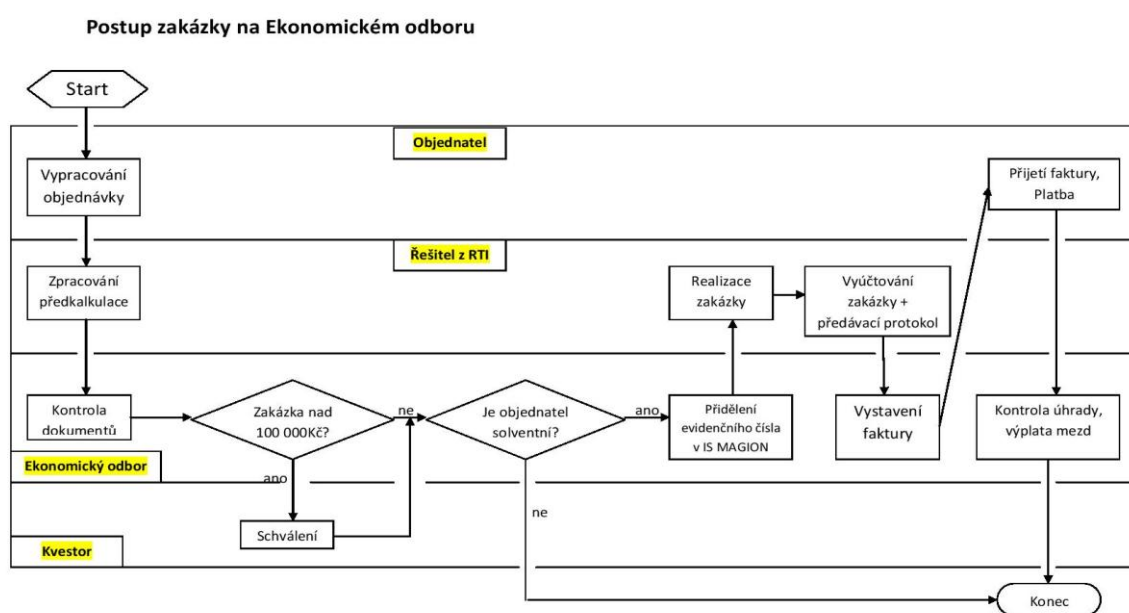 Postup zakázky na Ekonomickém odboru
Start
Objednatel
Vypracování
objednávky
Přijetí faktury,
Platba
Řešitel z RTI
Zpracování
předkalkulace
Realizace
zakázky
Vyúčtování
zakázky +
předávací protokol
Kontrola
dokumentů
Zakázka nad
100 000Kč?
ne
Je objednatel
solventní?
ano
Přidělení
evidenčního čísla
v IS MAGION
Vystavení
faktury
Kontrola úhrady,
výplata mezd
Ekonomický odbor
ano
ne
Schválení
Kvestor
Konec